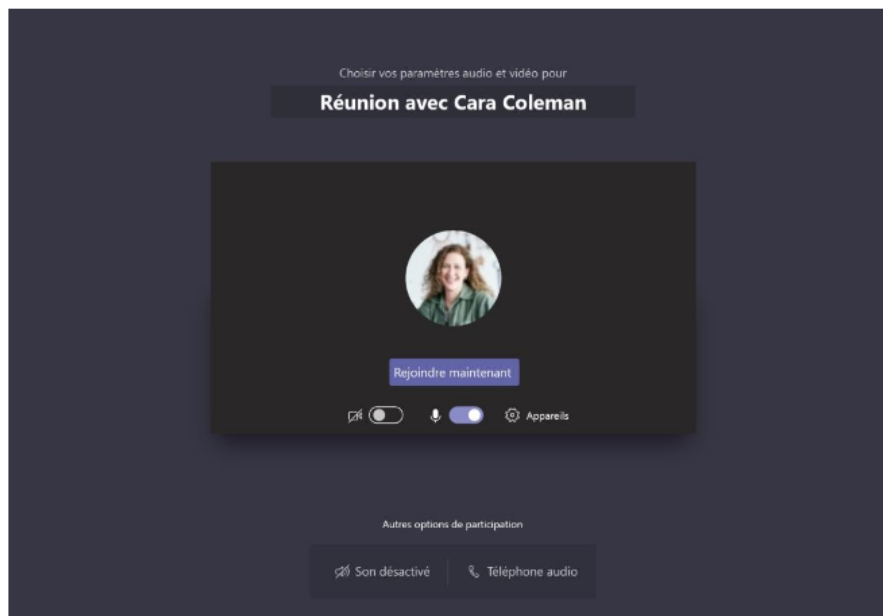 Choisir vos paramètres audio et vidéo pour
Réunion avec Cara Coleman
Rejoindre maintenant
Appareils
Autres options de participation
Son désactivé
Téléphone audio